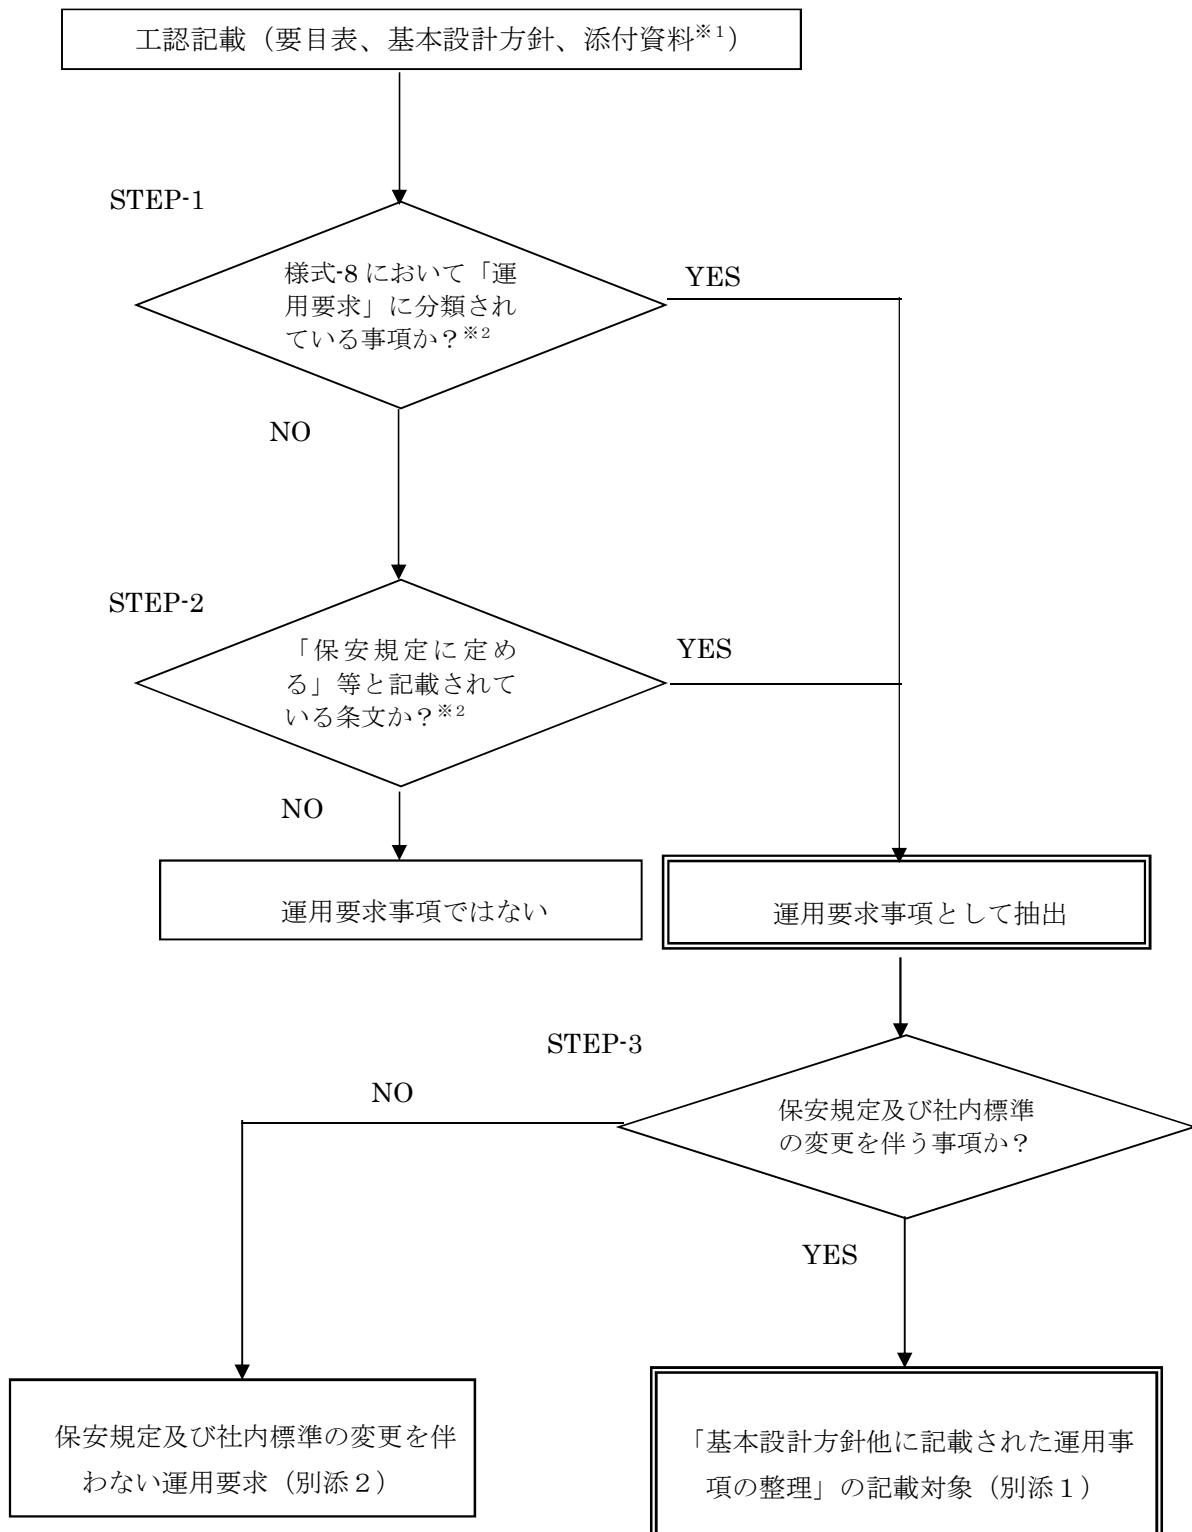 工認記載（要目表、基本設計方針、添付資料※1）
STEP-1
様式-8 において「運
用要求」に分類され
ている事項か？※2
YES
NO
STEP-2
「保安規定に定め
る」等と記載されて
いる条文か？※2
YES
NO
運用要求事項ではない
運用要求事項として抽出
STEP-3
NO
保安規定及び社内標準
の変更を伴う事項か？
YES
保安規定及び社内標準の変更を伴
わない運用要求（別添２）
「基本設計方針他に記載された運用事
項の整理」の記載対象（別添１）